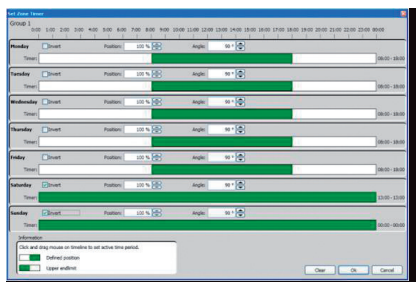 Set Zone Timer
Group 1
0:00 1:00 2:00 3:00 4:00 5:00 6:00 7:00 8:00 9:00 10:00 11:00 12:00 13:00 14:00 15:00 16:00 17:00 18:00 19:00 20:00 21:00 22:00 23:00 00:00
Monday Invert Position: 100 % Angle: 90 °
Timer: 08:00 - 18:00
Tuesday Invert Position: 100 % Angle: 90 °
Timer: 08:00 - 18:00
Wednesday Invert Position: 100 % Angle: 90 °
Timer: 08:00 - 18:00
Thursday Invert Position: 100 % Angle: 90 °
Timer: 08:00 - 18:00
Friday Invert Position: 100 % Angle: 90 °
Timer: 08:00 - 18:00
Saturday Invert Position: 100 % Angle: 90 °
Timer: 13:00 - 13:00
Sunday Invert Position: 100 % Angle: 90 °
Timer: 00:00 - 00:00
Information
Click and drag mouse on timeline to set active time period.
Defined position
Upper endlimit
Clear Ok Cancel